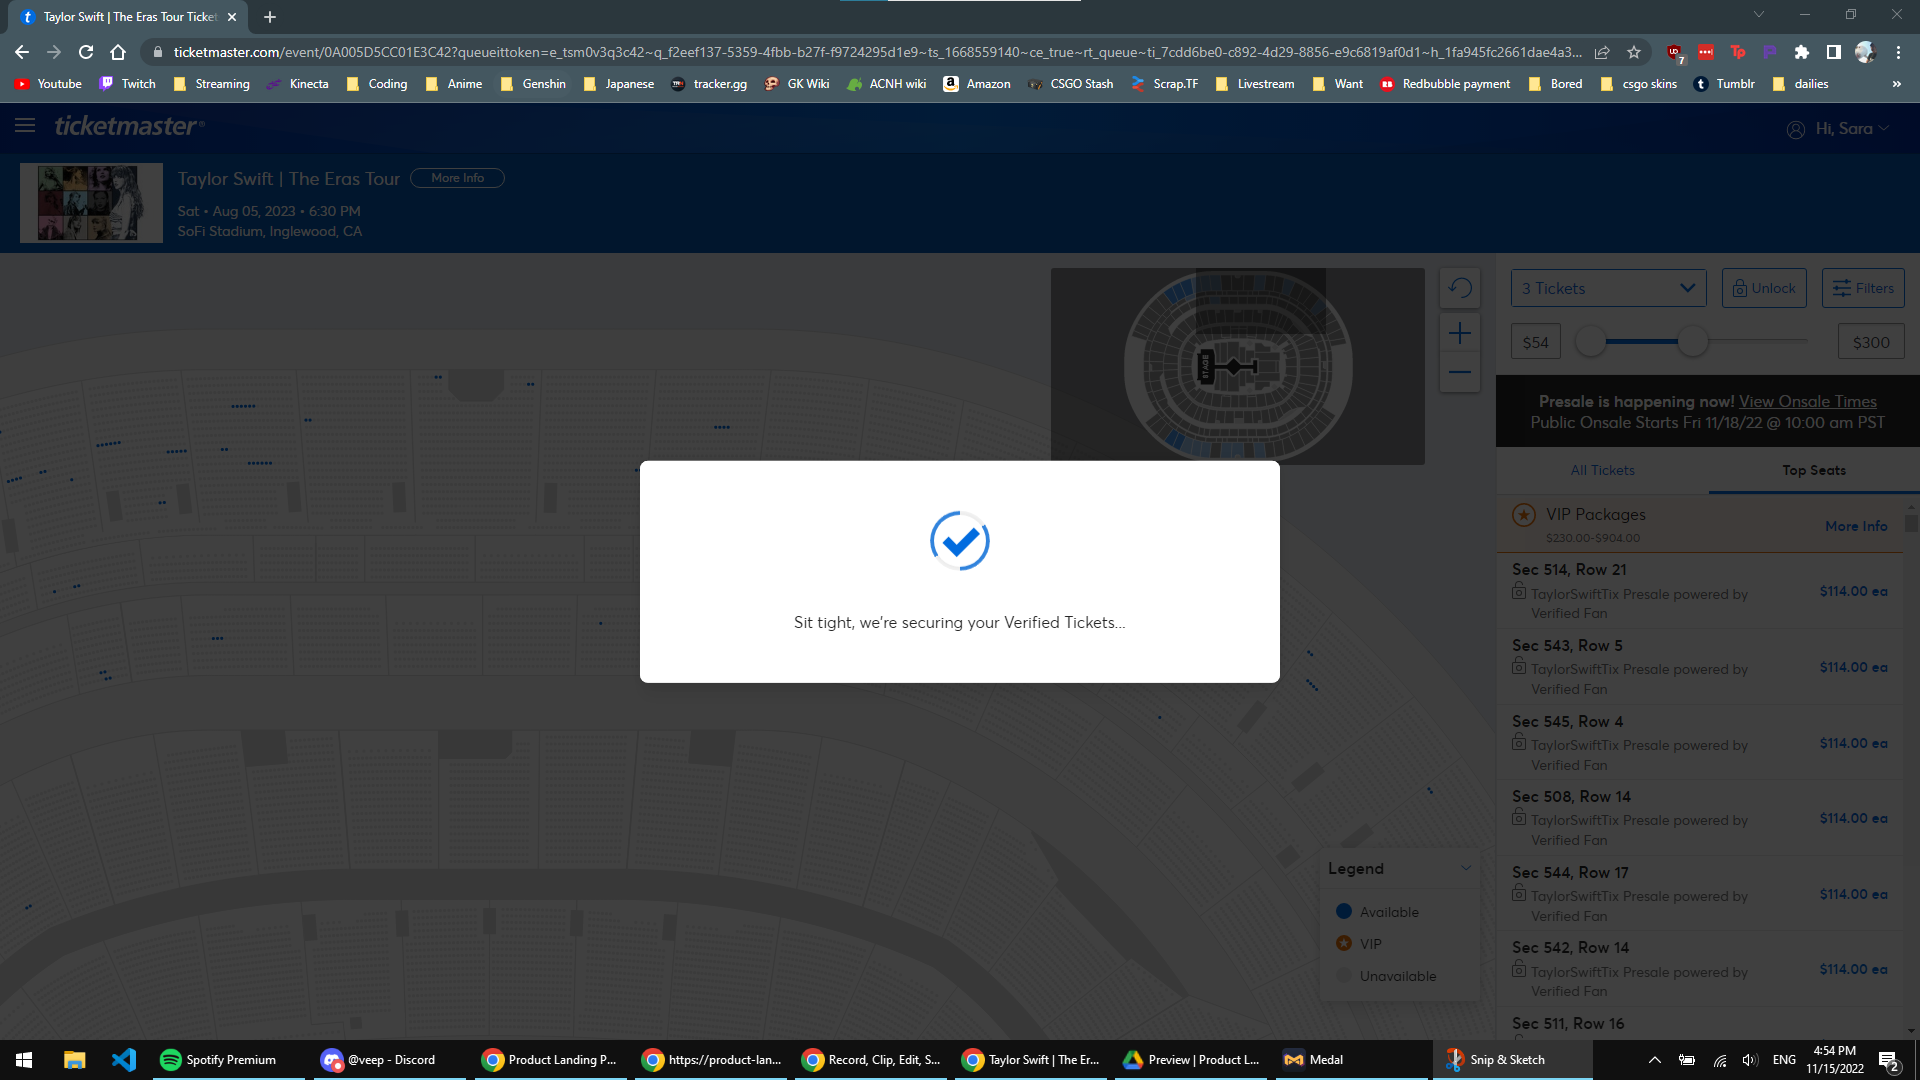 Taylor Swift | The Eras Tour Ticket
ticketmaster.com/event/0A005D5CC01E3C42?queueittoken=e_tsm0v3q3c42~q_f2eef137-5359-4fbb-b27f-f9724295d1e9~ts_1668559140~ce_true~rt_queue~ti_7cdd6be0-c892-4d29-8856-e9c6819af0d1~h_1fa945fc2661dae4a3...
7
Youtube Twitch Streaming Kinecta Coding Anime Genshin Japanese tracker.gg GK Wiki ACNH wiki Amazon CSGO Stash Scrap.TF Livestream Want Redbubble payment Bored csgo skins Tumblr dailies »
ticketmaster®
Hi, Sara
Taylor Swift | The Eras Tour More Info
Sat • Aug 05, 2023 • 6:30 PM
SoFi Stadium, Inglewood, CA
STAGE
3 Tickets Unlock Filters
$54 $300
Presale is happening now! View Onsale Times
Public Onsale Starts Fri 11/18/22 @ 10:00 am PST
All Tickets Top Seats
VIP Packages
$230.00-$904.00
More Info
Sec 514, Row 21
TaylorSwiftTix Presale powered by
Verified Fan
$114.00 ea
Sec 543, Row 5
TaylorSwiftTix Presale powered by
Verified Fan
$114.00 ea
Sec 545, Row 4
TaylorSwiftTix Presale powered by
Verified Fan
$114.00 ea
Sec 508, Row 14
TaylorSwiftTix Presale powered by
Verified Fan
$114.00 ea
Sec 544, Row 17
TaylorSwiftTix Presale powered by
Verified Fan
$114.00 ea
Sec 542, Row 14
TaylorSwiftTix Presale powered by
Verified Fan
$114.00 ea
Sec 511, Row 16
Sit tight, we're securing your Verified Tickets...
Legend
Available
VIP
Unavailable
Spotify Premium @veep - Discord Product Landing P... https://product-lan... Record, Clip, Edit, S... Taylor Swift | The Er... Preview | Product L... Medal Snip & Sketch
ENG
4:54 PM
11/15/2022
2